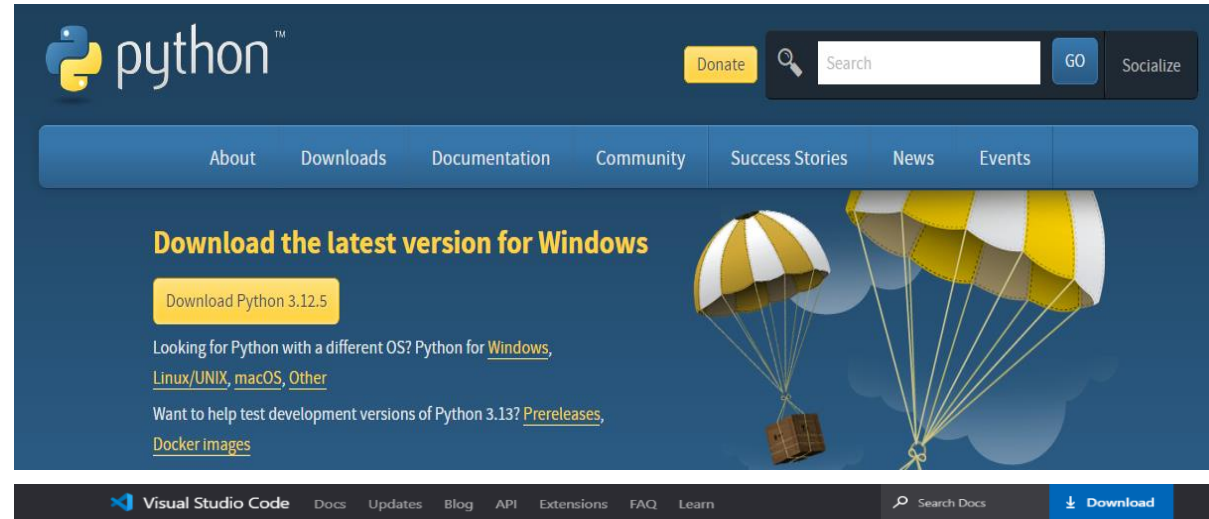 python™
Donate Search GO Socialize
About Downloads Documentation Community Success Stories News Events
Download the latest version for Windows
Download Python 3.12.5
Looking for Python with a different OS? Python for Windows,
Linux/UNIX, macOS, Other
Want to help test development versions of Python 3.13? Prereleases,
Docker images
Visual Studio Code Docs Updates Blog API Extensions FAQ Learn Search Docs Download